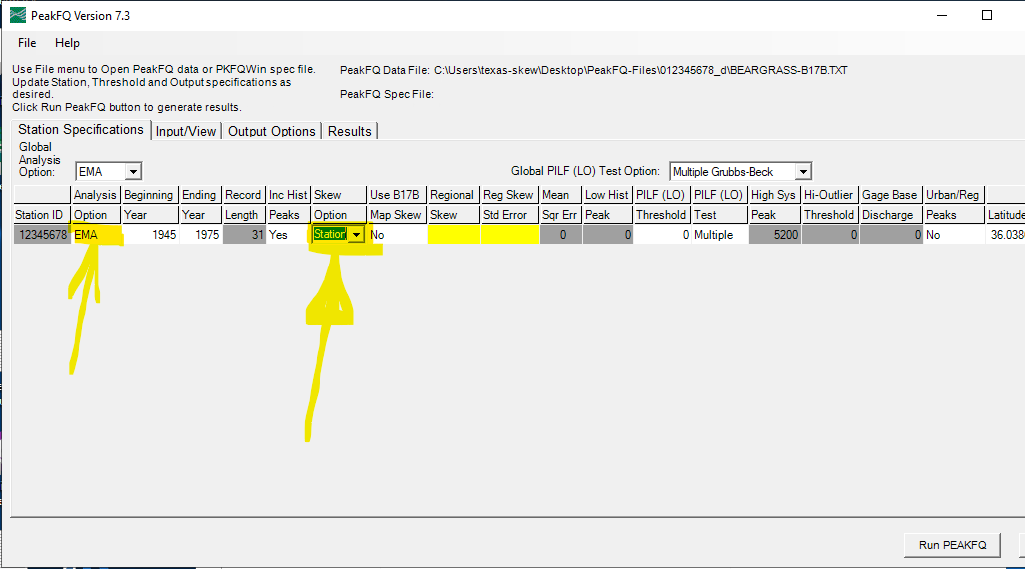 PeakFQ Version 7.3
File Help
Use File menu to Open PeakFQ data or PKFQWin spec file.
Update Station, Threshold and Output specifications as
desired.
Click Run PeakFQ button to generate results.
PeakFQ Data File: C:\Users\texas-skew\Desktop\PeakFQ-Files\012345678_d\BEARGRASS-B17B.TXT
PeakFQ Spec File:
Station Specifications Input/View Output Options Results
Global
Analysis
Option: EMA
Global PILF (LO) Test Option: Multiple Grubbs-Beck
Analysis Beginning Ending Record Inc Hist Skew Use B17B Regional Reg Skew Mean Low Hist PILF (LO) PILF (LO) High Sys Hi-Outlier Gage Base Urban/Reg
Station ID Option Year Year Length Peaks Option Map Skew Skew Std Error Sqr Err Peak Threshold Test Peak Threshold Discharge Peaks Latitude
12345678 EMA 1945 1975 31 Yes Station No 0 0 0 Multiple 5200 0 0 No 36.038
Run PEAKFQ